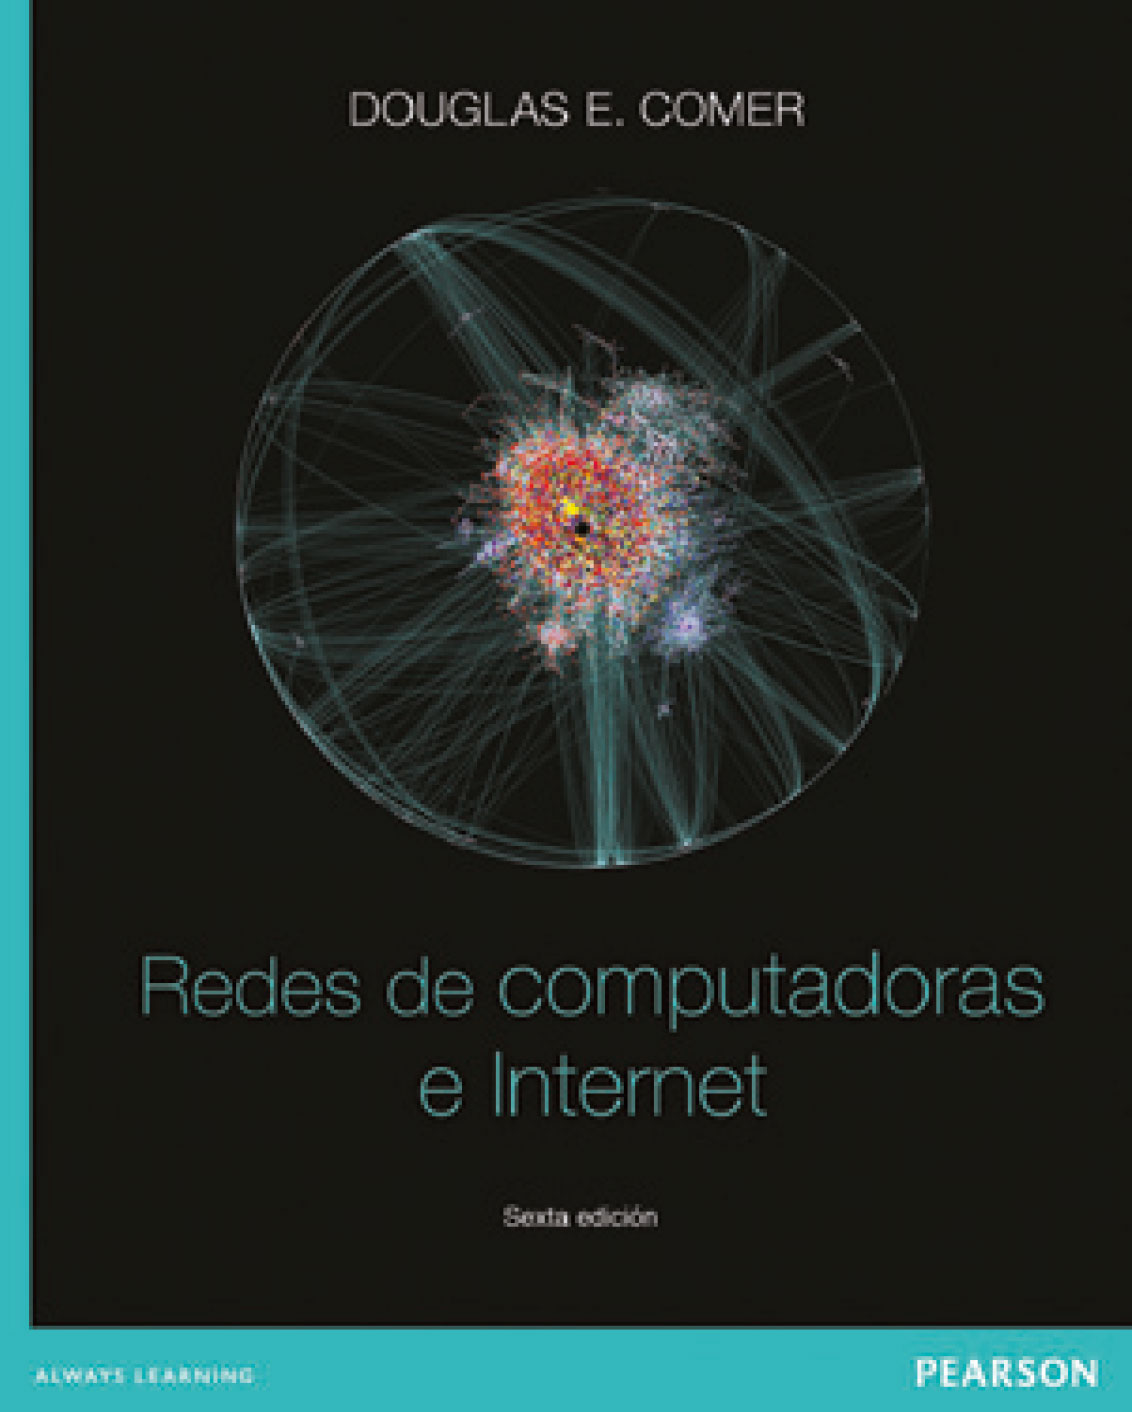 DOUGLAS E. COMER
Redes de computadoras
e Internet
Sexta edición
ALWAYS LEARNING
PEARSON